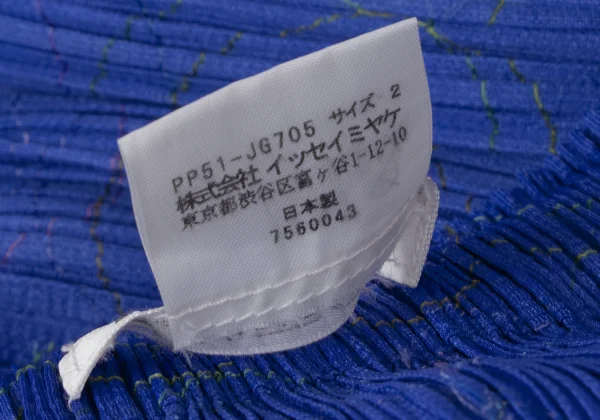 PP51-JG705 サイズ 2
株式会社 イッセイミヤケ
東京都渋谷区富ケ谷1-12-10
日本製
7560043